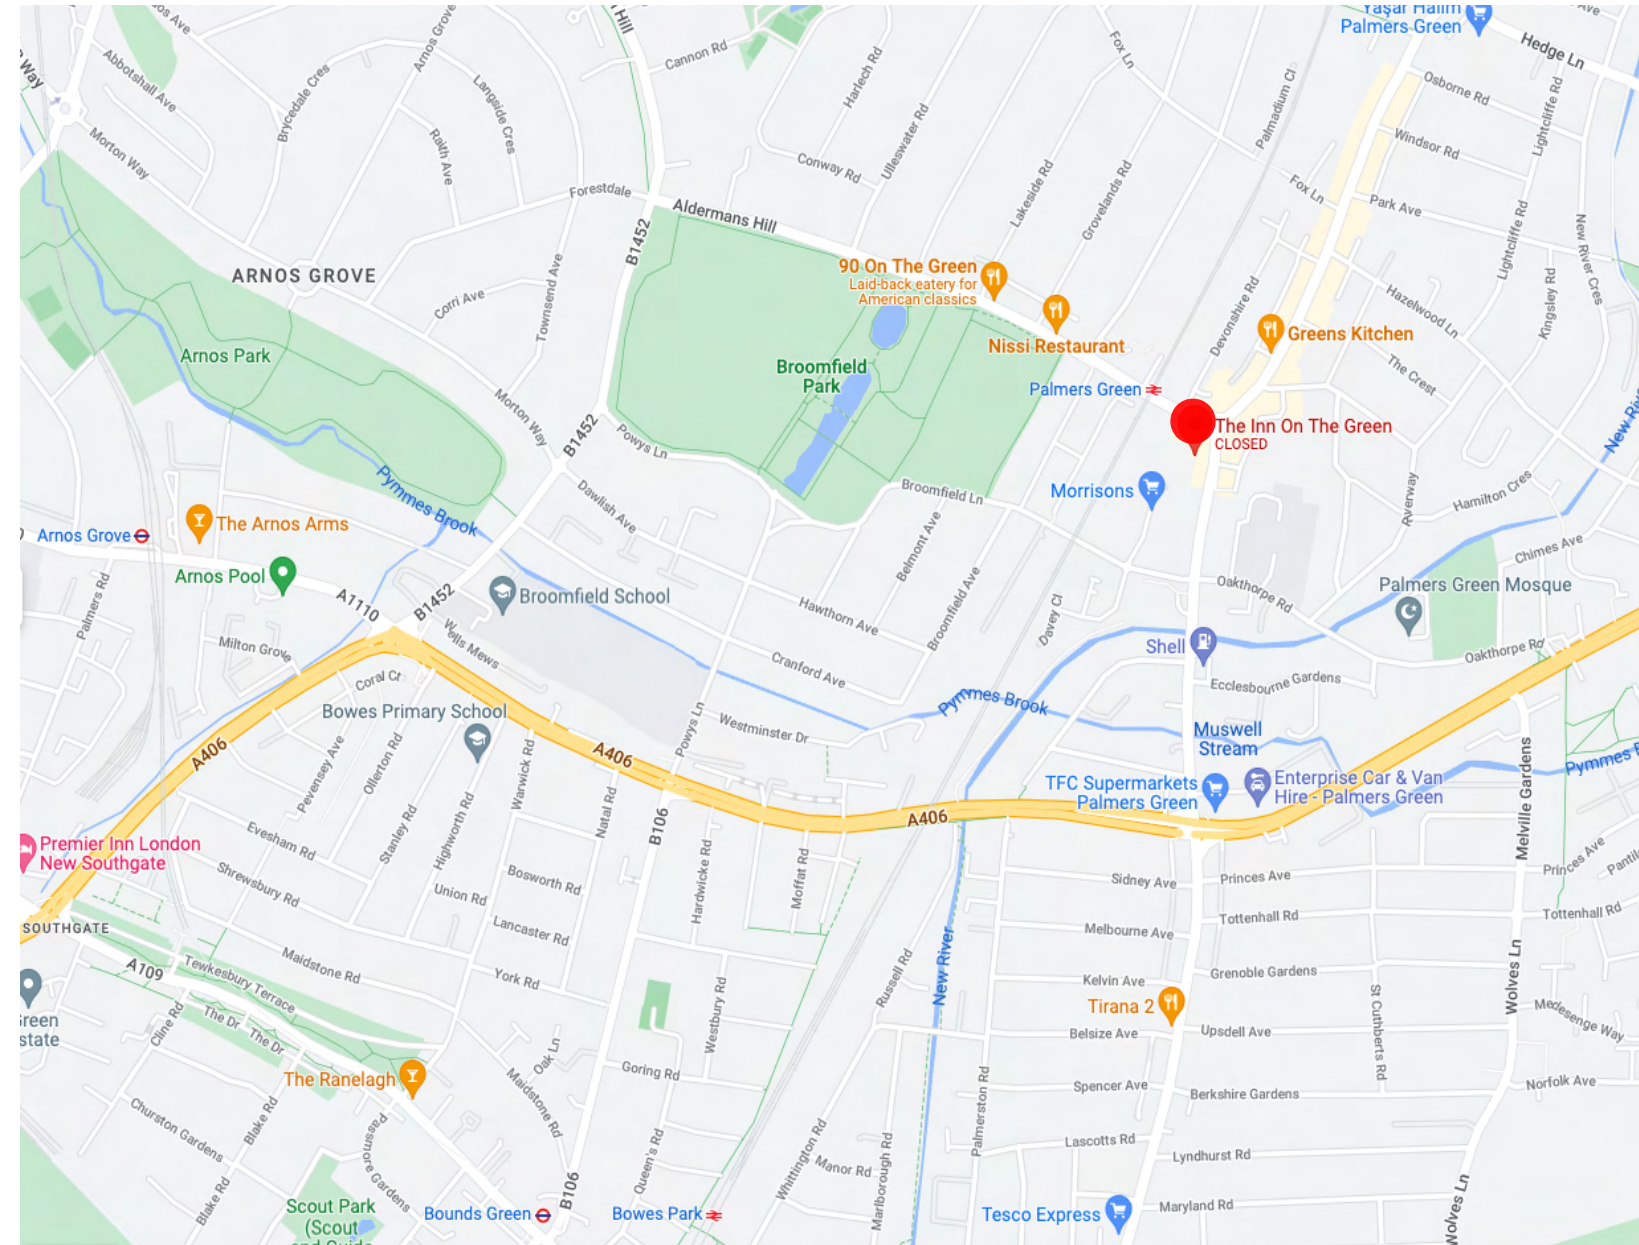 Yaşar Halim
Palmers Green
Hill
Hedge Ln
Cannon Rd
Fox Ln
Arnos Grove
Abbotshall Ave
Brycedale Cres
Langside Cres
Harlech Rd
Palmadium Cl
Osborne Rd
Lightcliffe Rd
Way
Morton Way
Raith Ave
Ulleswater Rd
Windsor Rd
Conway Rd
Forestdale
Lakeside Rd
Grovelands Rd
Fox Ln
Park Ave
Aldermans Hill
B1452
Lightcliffe Rd
New River Cres
ARNOS GROVE
90 On The Green
Laid-back eatery for
American classics
Corri Ave
Townsend Ave
Devonshire Rd
Hazelwood Ln
Kingsley Rd
Greens Kitchen
Nissi Restaurant
Arnos Park
Broomfield
Park
The Crest
Palmers Green
Morton Way
B1452
Powys Ln
The Inn On The Green
CLOSED
New Riv
Pymmes Brook
Dawlish Ave
Broomfield Ln
Morrisons
Riverway
Hamilton Cres
The Arnos Arms
Arnos Grove
Belmont Ave
Chimes Ave
Arnos Pool
A1110
B1452
Broomfield School
Oakthorpe Rd
Palmers Green Mosque
Palmers Rd
Hawthorn Ave
Broomfield Ave
Davey Cl
Milton Grove
Wells Mews
Shell
Oakthorpe Rd
Coral Ct
Cranford Ave
Ecclesbourne Gardens
Bowes Primary School
Pymmes Brook
Powys Ln
Westminster Dr
Muswell
Stream
A406
A406
Pevensey Ave
Ollerton Rd
Warwick Rd
Melville Gardens
Pymmes
TFC Supermarkets
Palmers Green
Enterprise Car & Van
Hire - Palmers Green
Natal Rd
A406
B106
Stanley Rd
Highworth Rd
Evesham Rd
Premier Inn London
New Southgate
Shrewsbury Rd
Bosworth Rd
Hardwicke Rd
Moffat Rd
Sidney Ave
Princes Ave
Princes Ave
Union Rd
Tottenhall Rd
Tottenhall Rd
SOUTHGATE
Lancaster Rd
Melbourne Ave
A109
Tewkesbury Terrace
Maidstone Rd
York Rd
New River
Russell Rd
Kelvin Ave
Grenoble Gardens
Wolves Ln
Westbury Rd
Tirana 2
St Cuthberts Rd
Medesenge Way
Green
state
Cline Rd
The Dr
The Dr
Belsize Ave
Upsdell Ave
Oak Ln
Maidstone Rd
Goring Rd
The Ranelagh
Palmerston Rd
Spencer Ave
Berkshire Gardens
Norfolk Ave
Churston Gardens
Blake Rd
Passmore Gardens
Whittington Rd
Lascotts Rd
Lyndhurst Rd
Queen's Rd
Manor Rd
Marlborough Rd
Blake Rd
B106
Scout Park
(Scout
Bounds Green
Bowes Park
Tesco Express
Maryland Rd
Wolves Ln